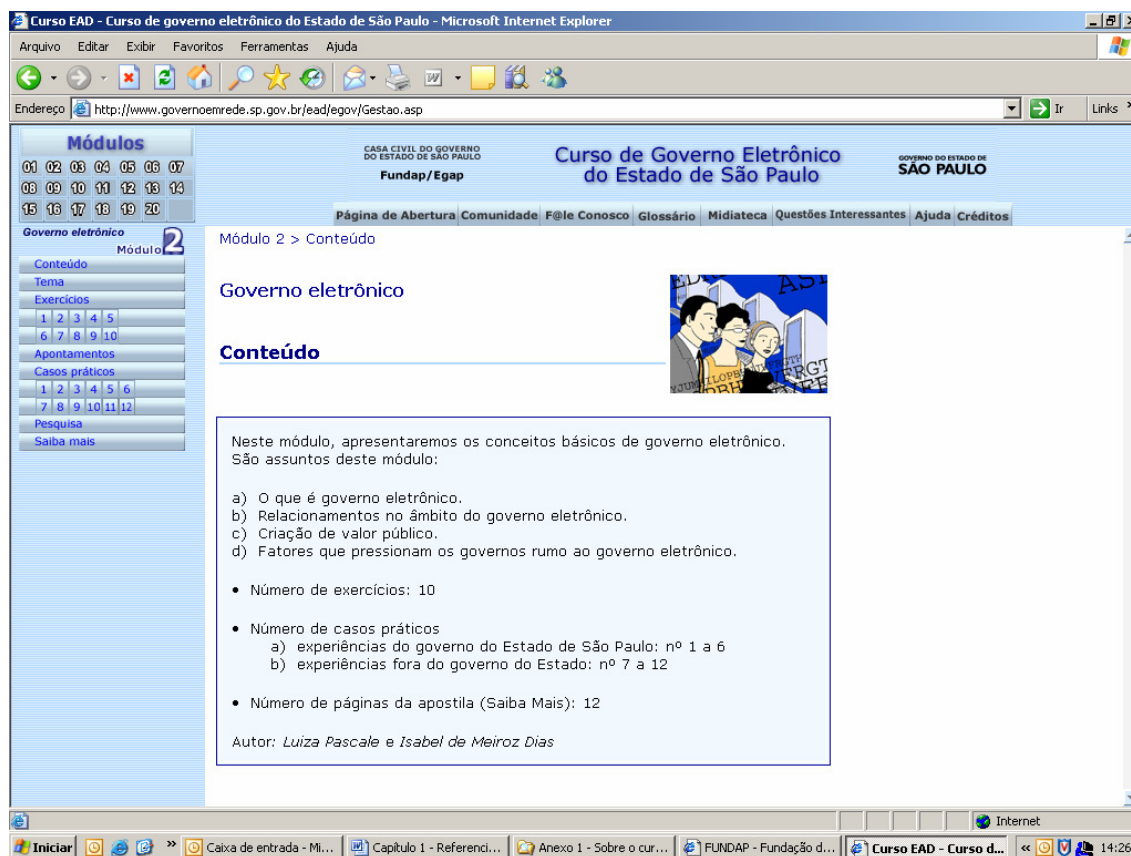 Curso EAD - Curso de governo eletrônico do Estado de São Paulo - Microsoft Internet Explorer
Arquivo Editar Exibir Favoritos Ferramentas Ajuda
Endereço http://www.governoemrede.sp.gov.br/ead/egov/Gestao.asp Ir Links
Módulos
01 02 03 04 05 06 07
08 09 10 11 12 13 14
15 16 17 18 19 20
CASA CIVIL DO GOVERNO
DO ESTADO DE SÃO PAULO
Fundap/Egap
Curso de Governo Eletrônico
do Estado de São Paulo
GOVERNO DO ESTADO DE
SÃO PAULO
Página de Abertura Comunidade F@le Conosco Glossário Midiateca Questões Interessantes Ajuda Créditos
Governo eletrônico
Módulo 2
Conteúdo
Tema
Exercícios
1 2 3 4 5
6 7 8 9 10
Apontamentos
Casos práticos
1 2 3 4 5 6
7 8 9 10 11 12
Pesquisa
Saiba mais
Módulo 2 > Conteúdo
Governo eletrônico
Conteúdo
Neste módulo, apresentaremos os conceitos básicos de governo eletrônico.
São assuntos deste módulo:
a) O que é governo eletrônico.
b) Relacionamentos no âmbito do governo eletrônico.
c) Criação de valor público.
d) Fatores que pressionam os governos rumo ao governo eletrônico.
• Número de exercícios: 10
• Número de casos práticos
a) experiências do governo do Estado de São Paulo: nº 1 a 6
b) experiências fora do governo do Estado: nº 7 a 12
• Número de páginas da apostila (Saiba Mais): 12
Autor: Luiza Pascale e Isabel de Meiroz Dias
Internet
Iniciar Caixa de entrada - Mi... Capítulo 1 - Referenci... Anexo 1 - Sobre o cur... FUNDAP - Fundação d... Curso EAD - Curso d... 14:26